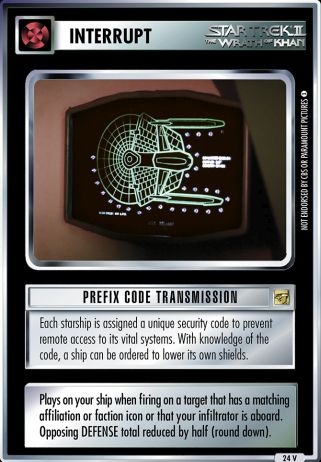 INTERRUPT
STAR TREK II
THE WRATH OF KHAN
NOT ENDORSED BY CBS OR PARAMOUNT PICTURES
PREFIX CODE TRANSMISSION
Each starship is assigned a unique security code to prevent
remote access to its vital systems. With knowledge of the
code, a ship can be ordered to lower its own shields.
Plays on your ship when firing on a target that has a matching
affiliation or faction icon or that your infiltrator is aboard.
Opposing DEFENSE total reduced by half (round down).
24 V